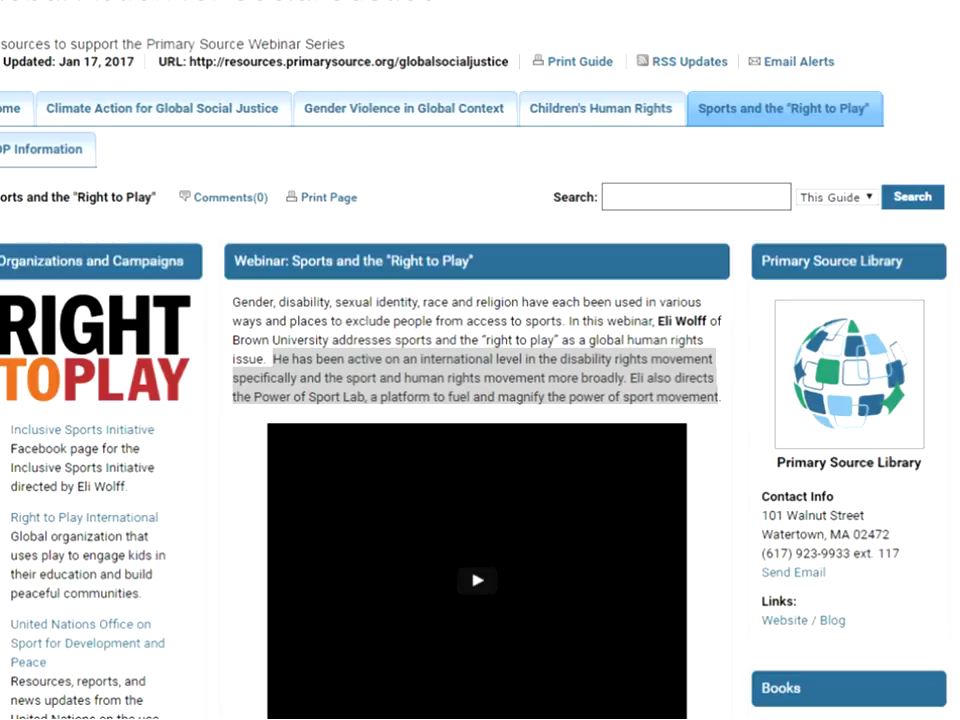 sources to support the Primary Source Webinar Series
Updated: Jan 17, 2017 URL: http://resources.primarysource.org/globalsocialjustice Print Guide RSS Updates Email Alerts
ome Climate Action for Global Social Justice Gender Violence in Global Context Children's Human Rights Sports and the "Right to Play"
OP Information
orts and the "Right to Play" Comments(0) Print Page Search: This Guide Search
Organizations and Campaigns
RIGHT
TO PLAY
Inclusive Sports Initiative
Facebook page for the
Inclusive Sports Initiative
directed by Eli Wolff.
Right to Play International
Global organization that
uses play to engage kids in
their education and build
peaceful communities.
United Nations Office on
Sport for Development and
Peace
Resources, reports, and
news updates from the
United Nations on the use
Webinar: Sports and the "Right to Play"
Gender, disability, sexual identity, race and religion have each been used in various
ways and places to exclude people from access to sports. In this webinar, Eli Wolff of
Brown University addresses sports and the "right to play" as a global human rights
issue. He has been active on an international level in the disability rights movement
specifically and the sport and human rights movement more broadly. Eli also directs
the Power of Sport Lab, a platform to fuel and magnify the power of sport movement.
Primary Source Library
Primary Source Library
Contact Info
101 Walnut Street
Watertown, MA 02472
(617) 923-9933 ext. 117
Send Email
Links:
Website / Blog
Books